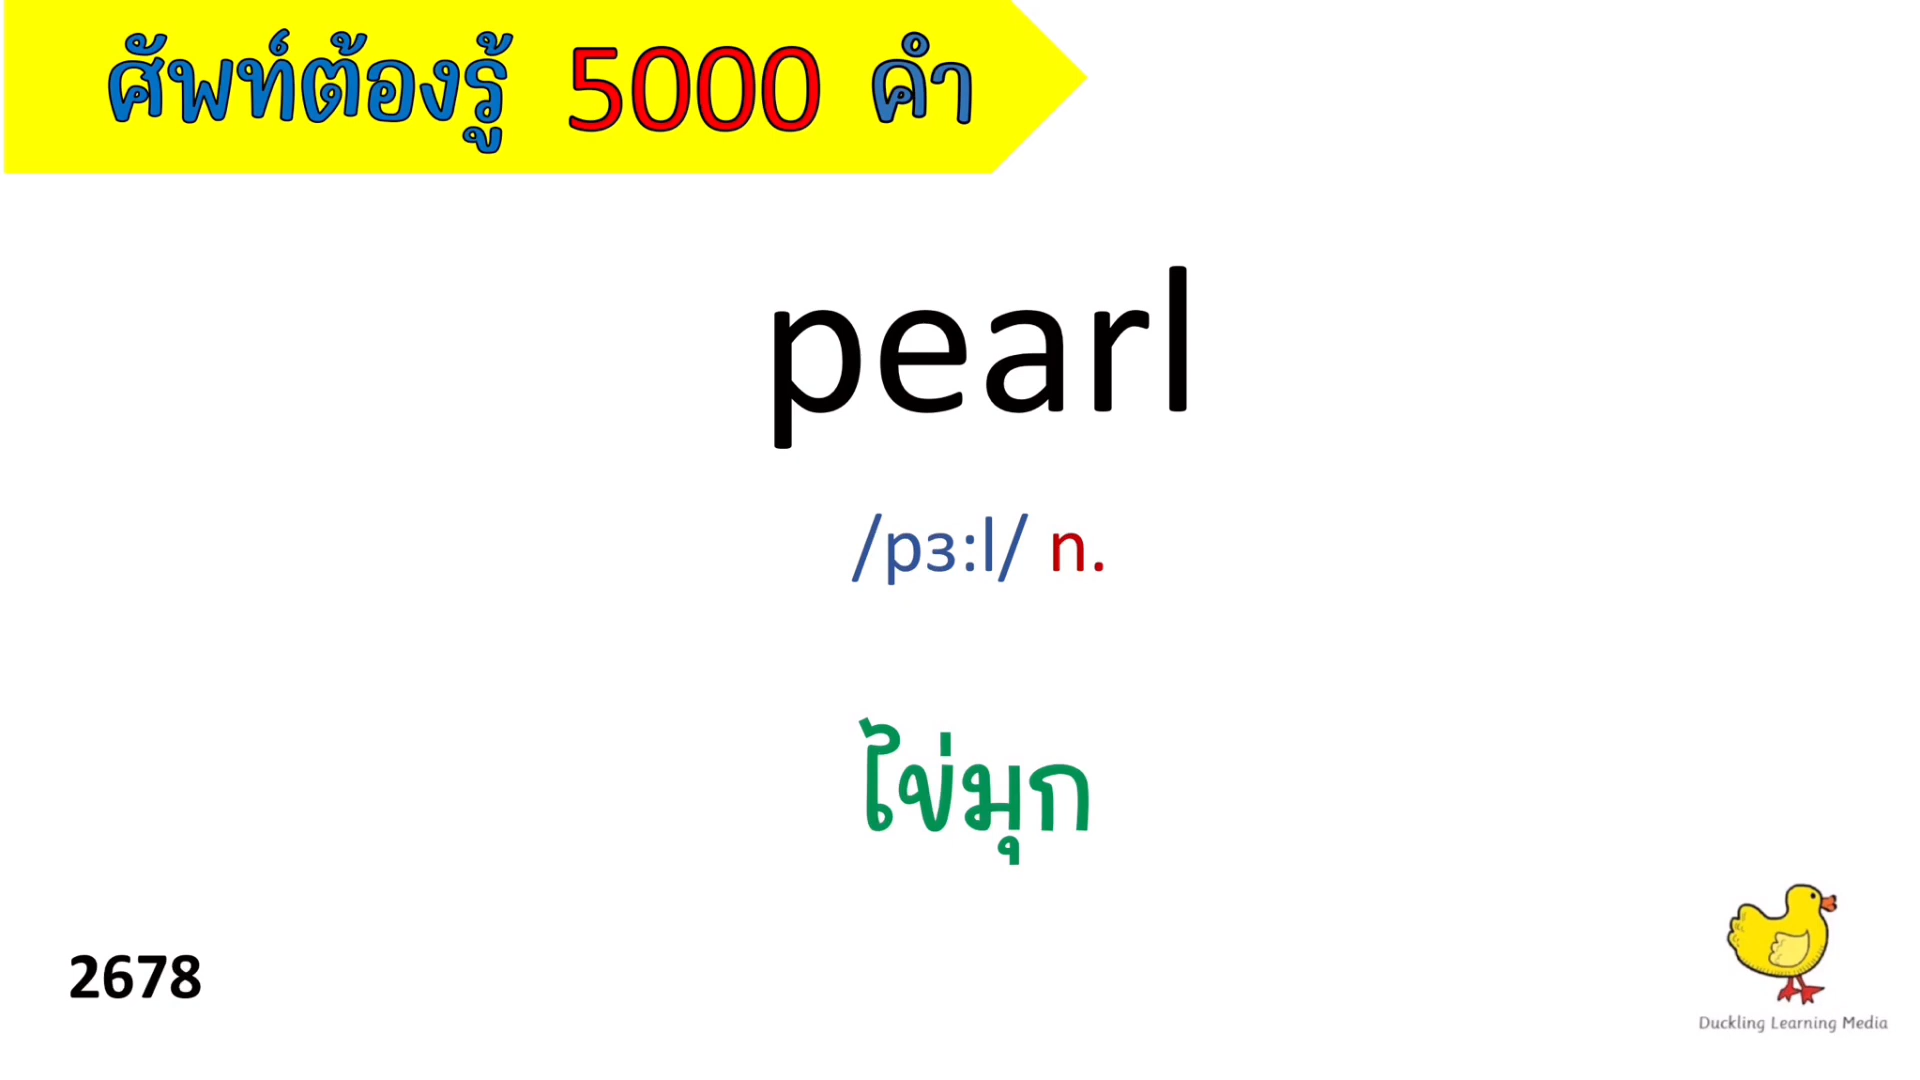 ศัพท์ต้องรู้ 5000 คำ
pearl
/pɜ:l/ n.
ไข่มุก
2678
Duckling Learning Media